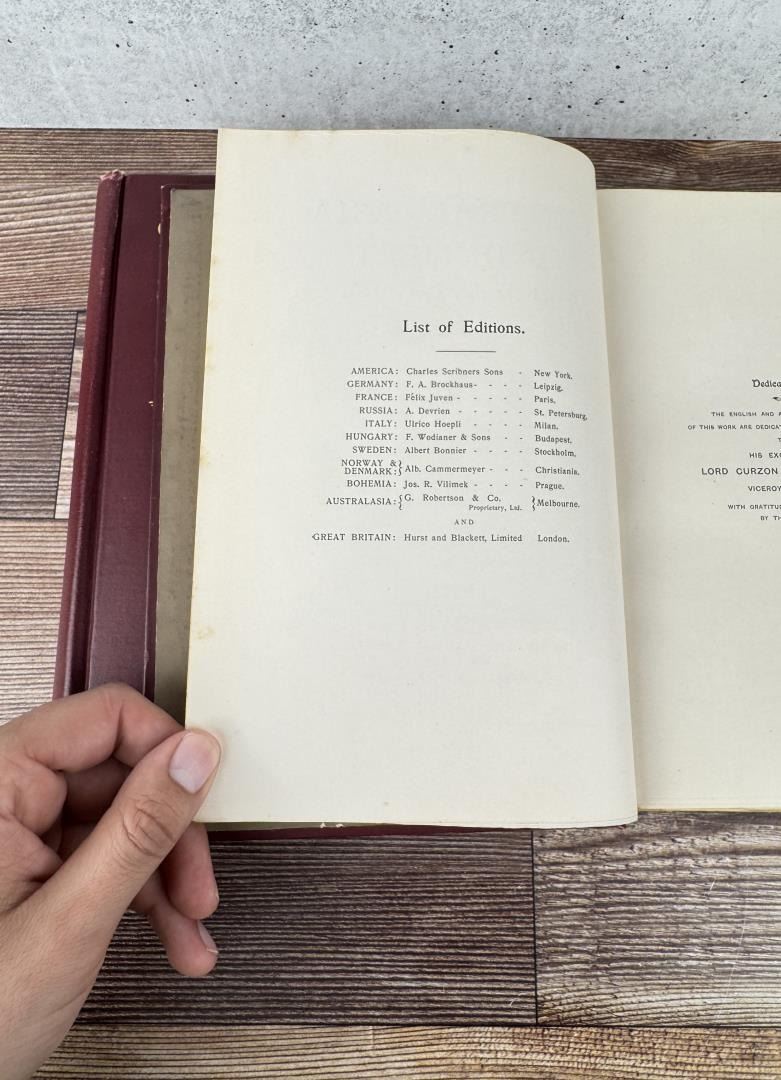 List of Editions.
AMERICA: Charles Scribners Sons - New York.
GERMANY: F. A. Brockhaus- - - - Leipzig.
FRANCE: Félix Juven - - - - - Paris.
RUSSIA: A. Devrien - - - - - St. Petersburg.
ITALY: Ulrico Hoepli - - - - Milan.
HUNGARY: F. Wodianer & Sons - - Budapest.
SWEDEN: Albert Bonnier - - - - Stockholm.
NORWAY &
DENMARK: Alb. Cammermeyer - - - Christiania.
BOHEMIA: Jos. R. Vilimek - - - - Prague.
AUSTRALASIA: { G. Robertson & Co. } Melbourne.
Proprietary, Ltd.
AND
GREAT BRITAIN: Hurst and Blackett, Limited London.
Dedica
THE ENGLISH AND A
OF THIS WORK ARE DEDICAT
T
HIS EXC
LORD CURZON
VICEROY
WITH GRATITUD
BY TH